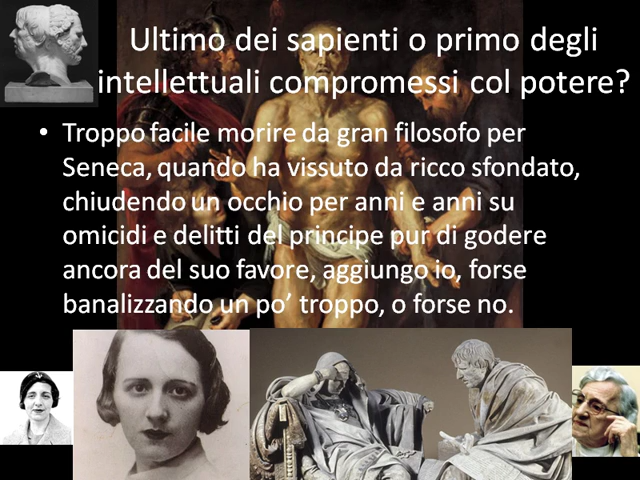 Ultimo dei sapienti o primo degli
intellettuali compromessi col potere?
• Troppo facile morire da gran filosofo per
Seneca, quando ha vissuto da ricco sfondato,
chiudendo un occhio per anni e anni su
omicidi e delitti del principe pur di godere
ancora del suo favore, aggiungo io, forse
banalizzando un po’ troppo, o forse no.